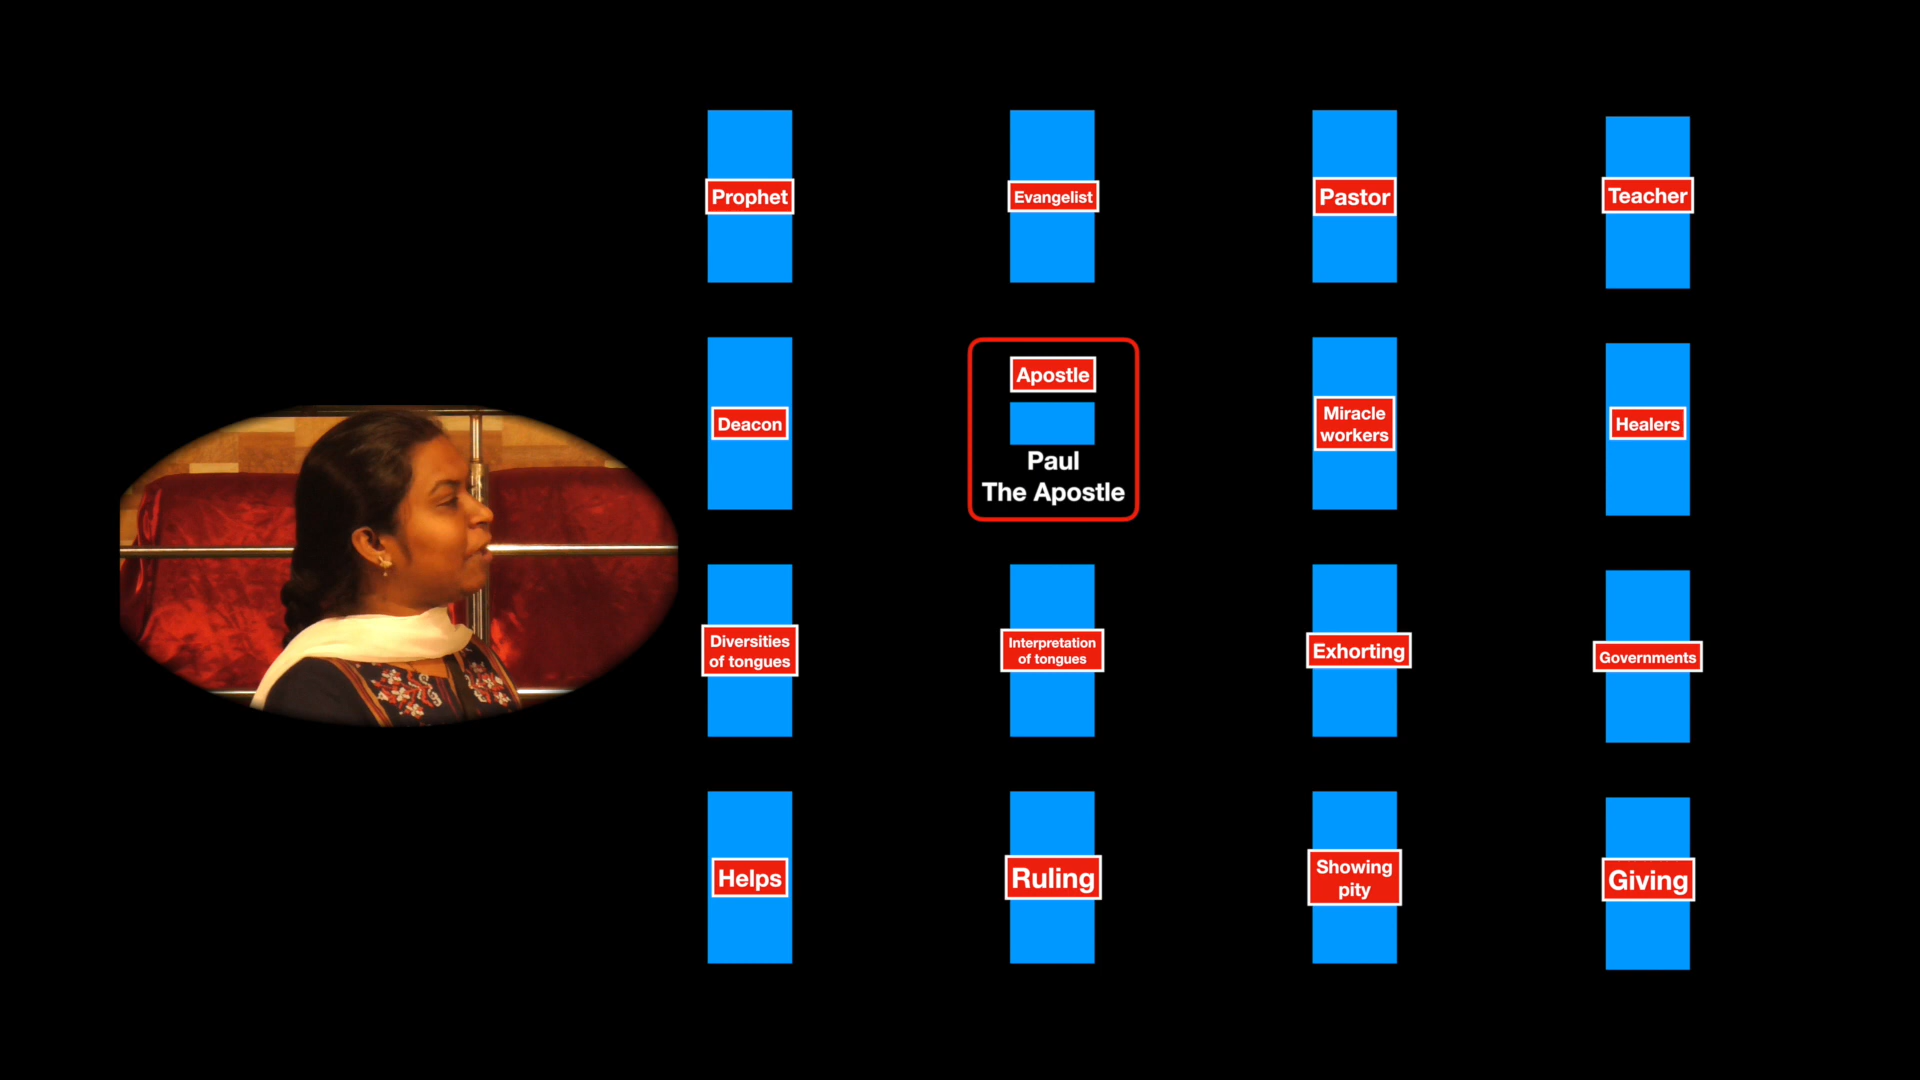 Prophet
Evangelist
Pastor
Teacher
Deacon
Apostle
Paul
The Apostle
Miracle
workers
Healers
Diversities
of tongues
Interpretation
of tongues
Exhorting
Governments
Helps
Ruling
Showing
pity
Giving